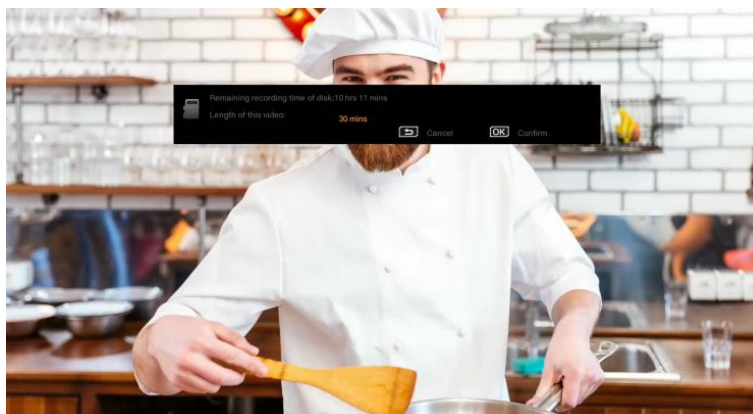 Remaining recording time of disk:10 hrs 11 mins
Length of this video: 30 mins
Cancel OK Confirm